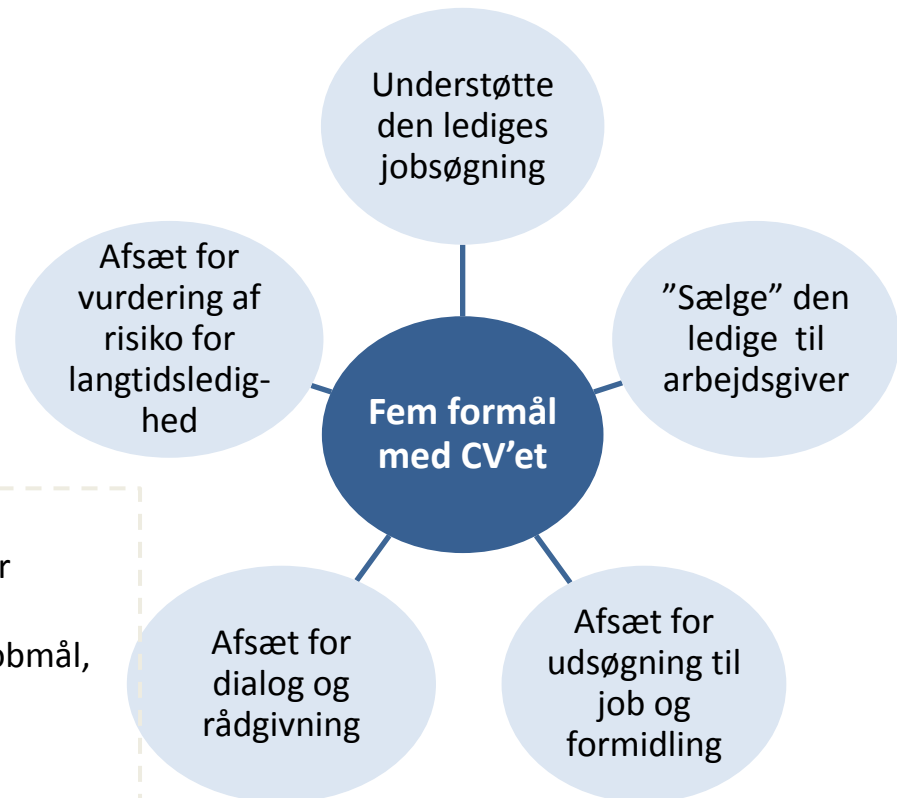 Understøtte
den lediges
jobsøgning
Afsæt for
vurdering af
risiko for
langtidsledig-
hed
”Sælge” den
ledige til
arbejdsgiver
Fem formål
med CV’et
Afsæt for
dialog og
rådgivning
Afsæt for
udsøgning til
job og
formidling
r
obmål,